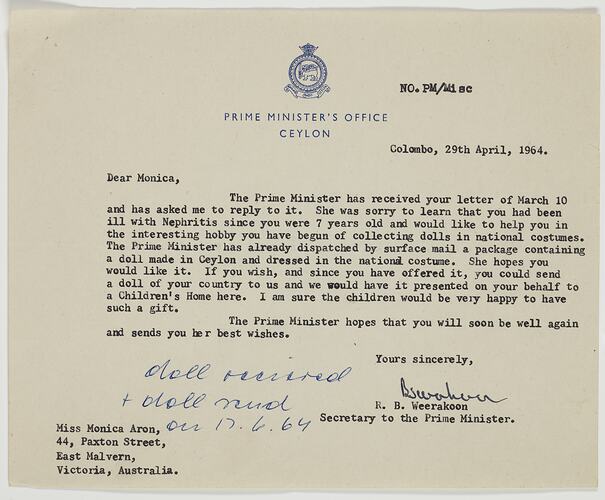 NO. PM/Misc
PRIME MINISTER'S OFFICE
CEYLON
Colombo, 29th April, 1964.
Dear Monica,
The Prime Minister has received your letter of March 10
and has asked me to reply to it. She was sorry to learn that you had been
ill with Nephritis since you were 7 years old and would like to help you in
the interesting hobby you have begun of collecting dolls in national costumes.
The Prime Minister has already dispatched by surface mail a package containing
a doll made in Ceylon and dressed in the national costume. She hopes you
would like it. If you wish, and since you have offered it, you could send
a doll of your country to us and we would have it presented on your behalf to
a Children's Home here. I am sure the children would be very happy to have
such a gift.
The Prime Minister hopes that you will soon be well again
and sends you her best wishes.
Yours sincerely,
R. B. Weerakoon
Secretary to the Prime Minister.
doll received
+ doll send
on 17.6.64
Miss Monica Aron,
44, Paxton Street,
East Malvern,
Victoria, Australia.